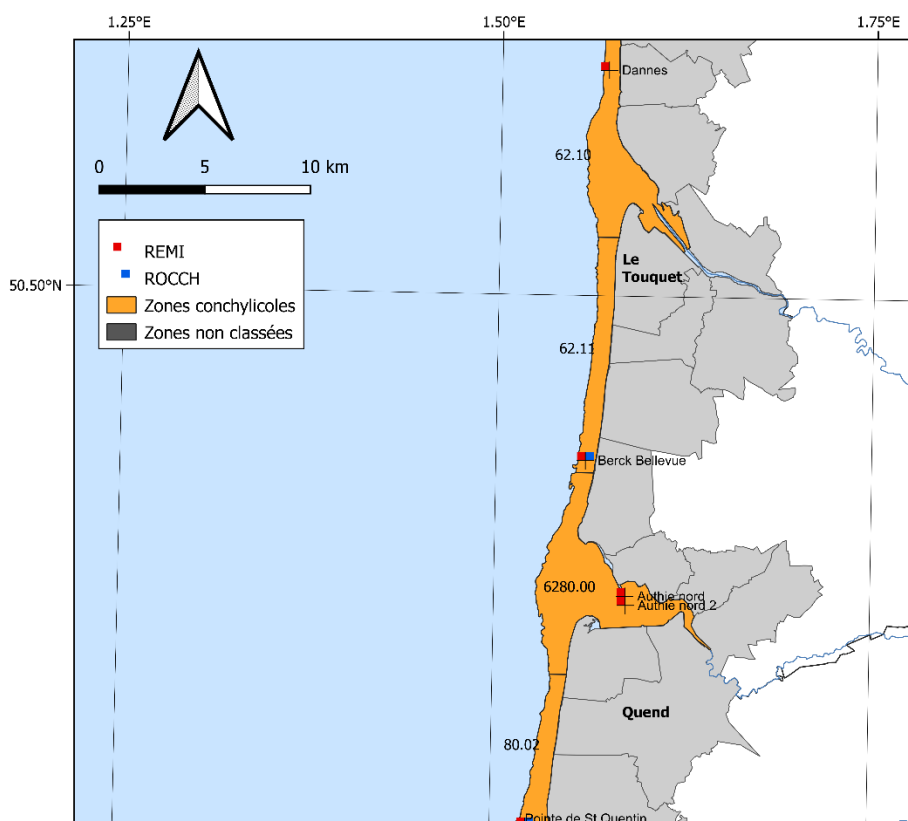 1.25°E
1.50°E
1.75°E
Dannes
0
5
10 km
62.10
REMI
ROCCH
Zones conchylicoles
Zones non classées
Le
Touquet
50.50°N
62.11
Berck Bellevue
6280.00
Authie nord
Authie nord 2
Quend
80.02
Pointe de St Quentin